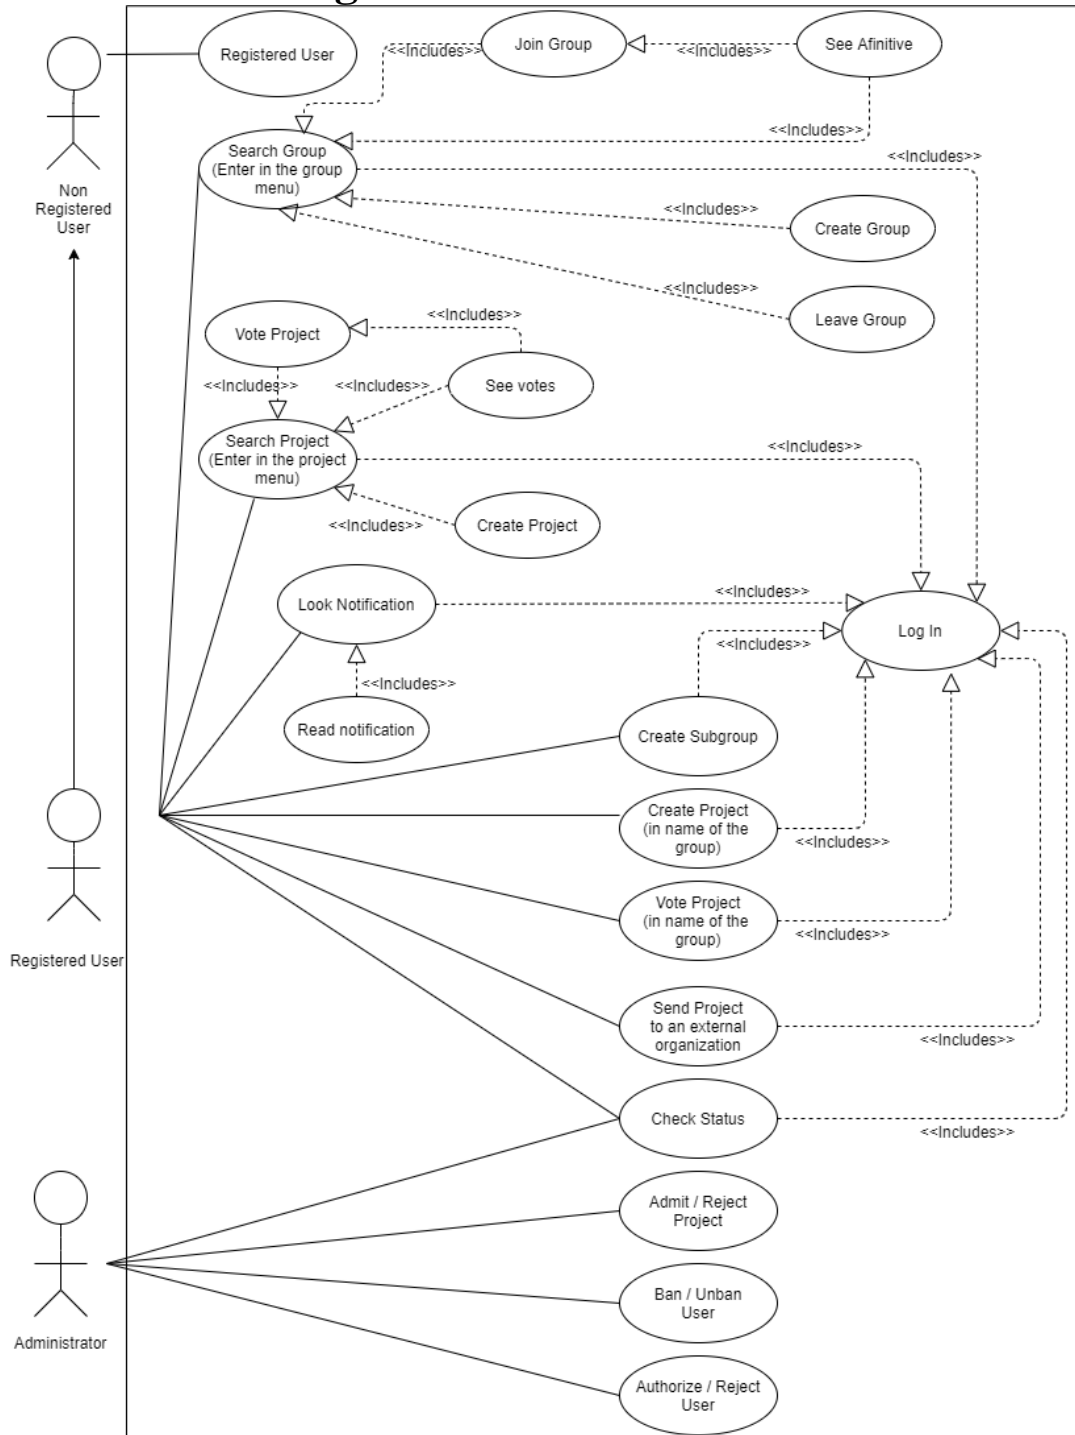 Registered User
<<Includes>>
Join Group
<<Includes>>
See Afinitive
<<Includes>>
Search Group
(Enter in the group
menu)
<<Includes>>
Non
Registered
User
<<Includes>>
Create Group
<<Includes>>
Leave Group
Vote Project
<<Includes>>
<<Includes>>
<<Includes>>
See votes
Search Project
(Enter in the project
menu)
<<Includes>>
<<Includes>>
Create Project
Look Notification
<<Includes>>
Log In
<<Includes>>
<<Includes>>
Read notification
Create Subgroup
Create Project
(in name of the
group)
<<Includes>>
Vote Project
(in name of the
group)
<<Includes>>
Registered User
Send Project
to an external
organization
<<Includes>>
Check Status
<<Includes>>
Admit / Reject
Project
Ban / Unban
User
Administrator
Authorize / Reject
User